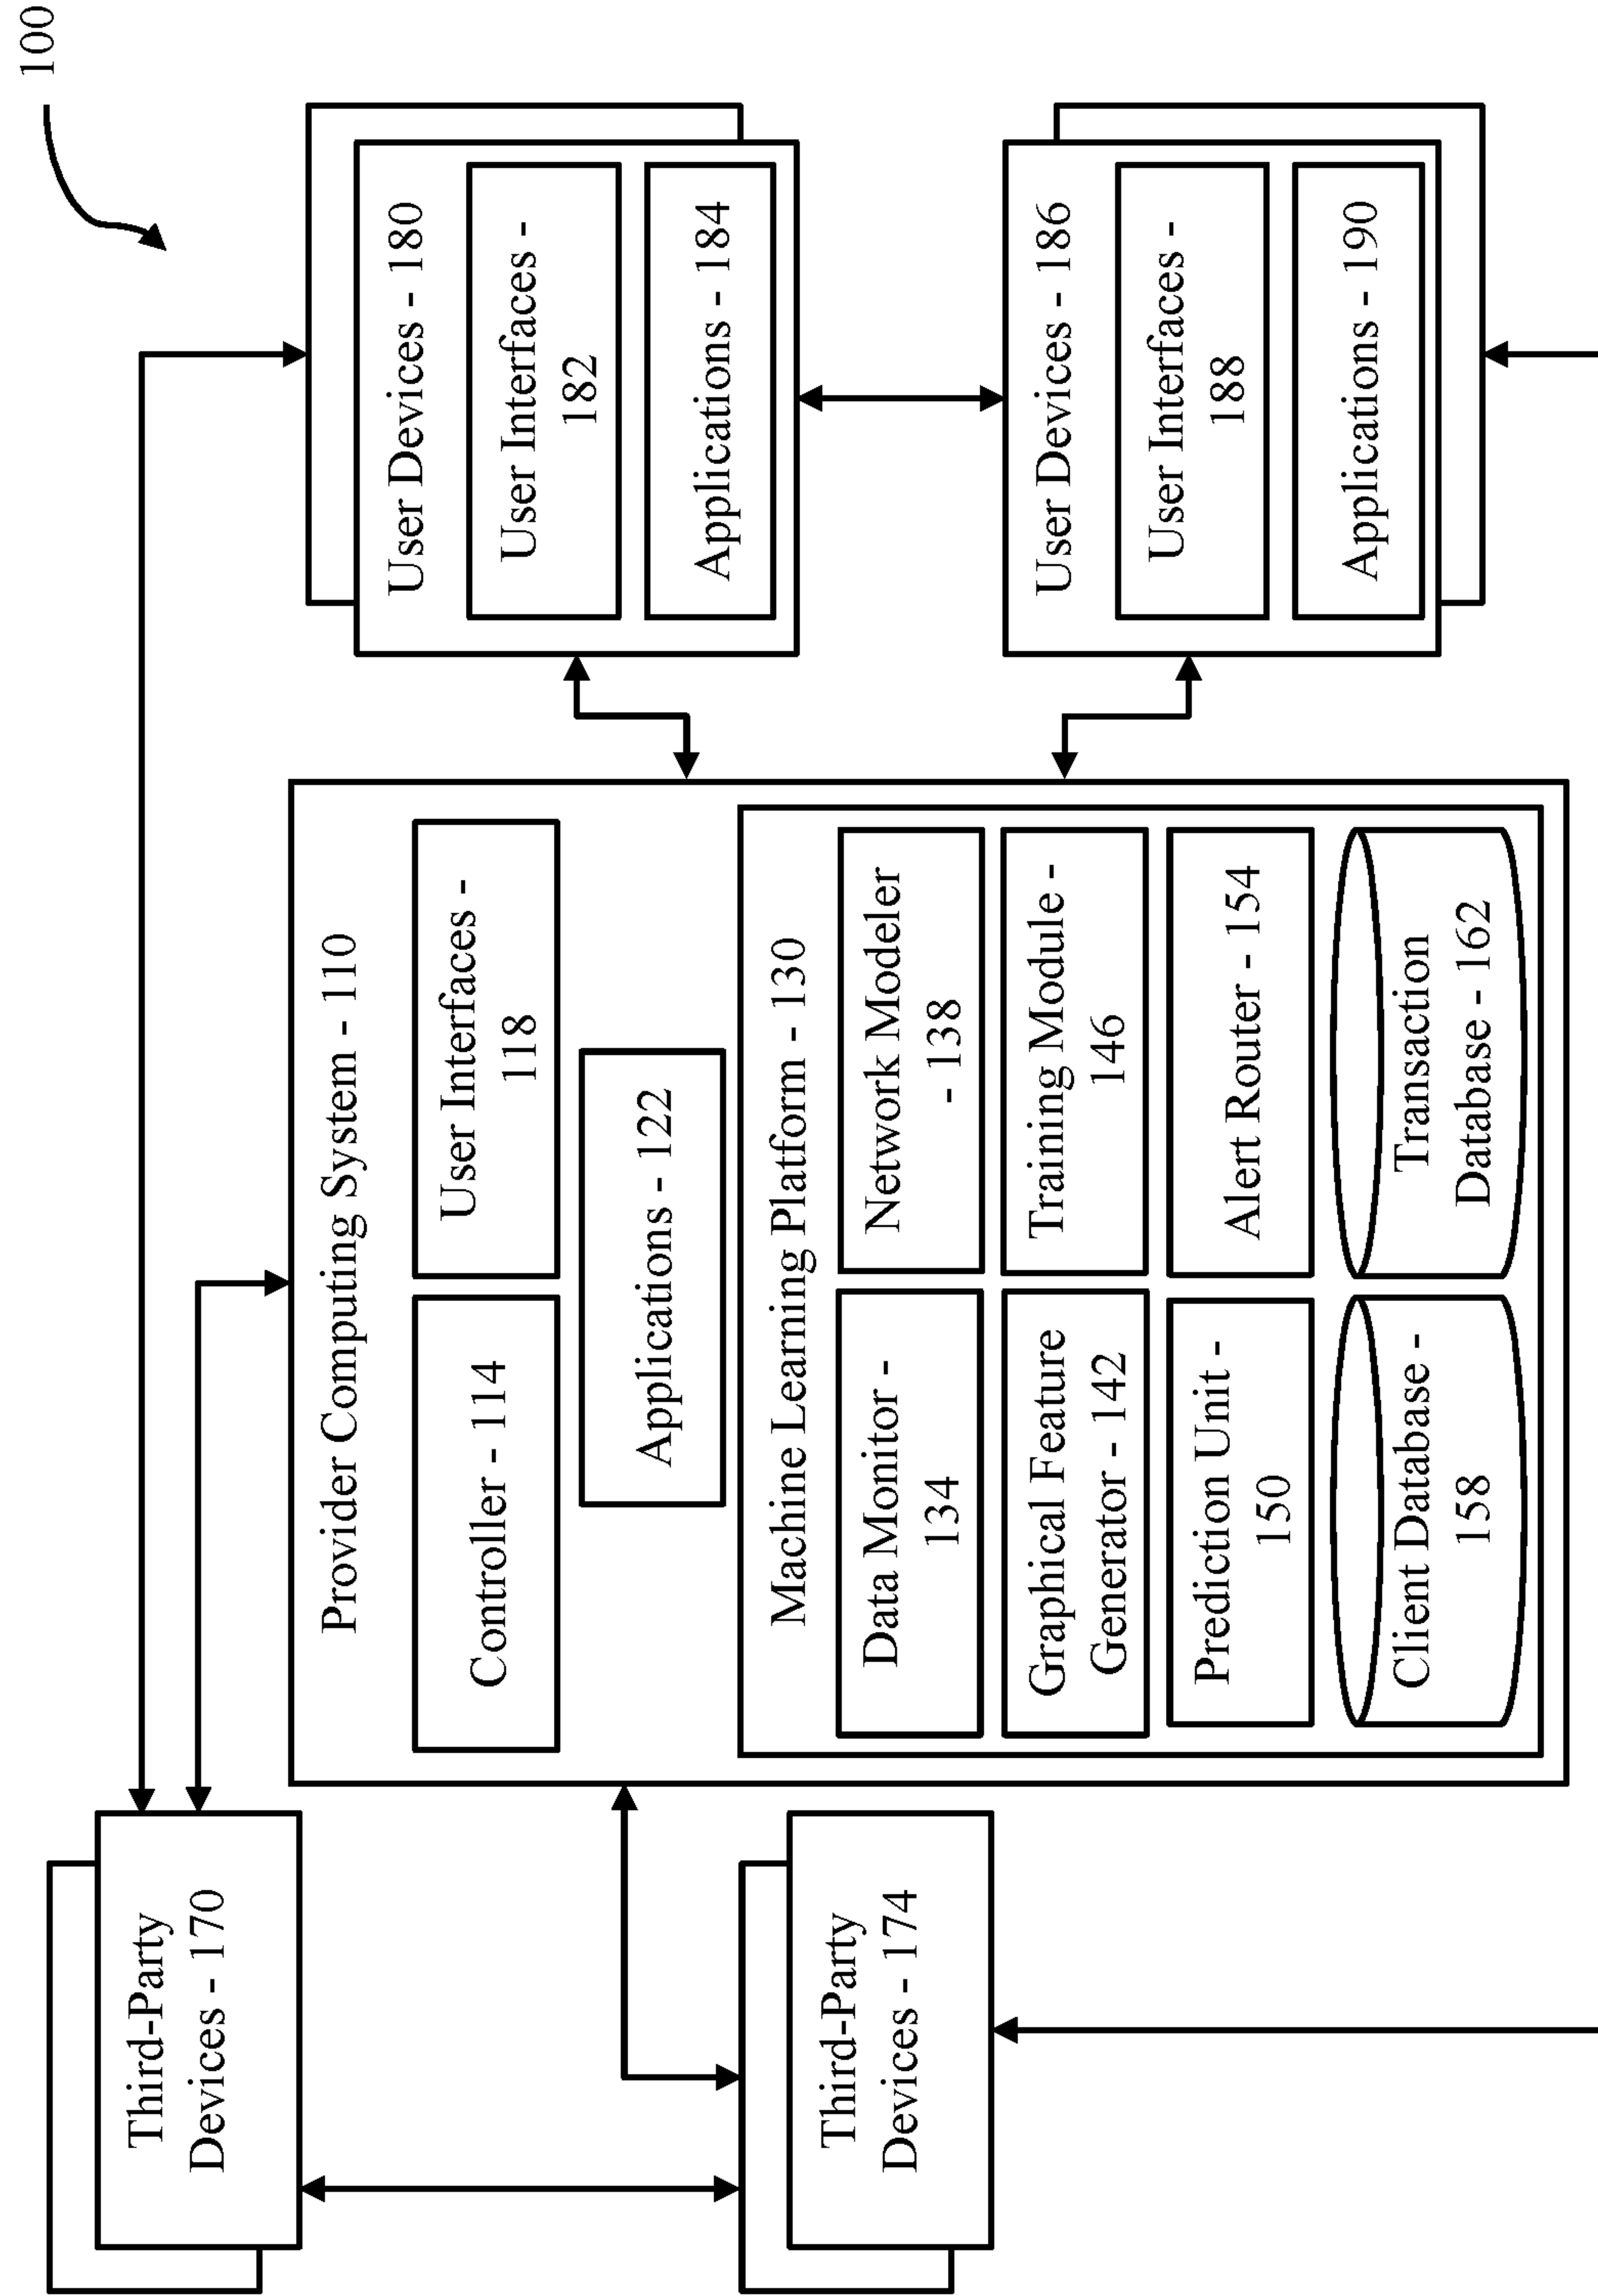 100
Third-Party
Devices - 170
Third-Party
Devices - 174
Provider Computing System - 110
Controller - 114
User Interfaces -
118
Applications - 122
Machine Learning Platform - 130
Data Monitor -
134
Network Modeler
- 138
Graphical Feature
Generator - 142
Training Module -
146
Prediction Unit -
150
Alert Router - 154
Client Database -
158
Transaction
Database - 162
User Devices - 180
User Interfaces -
182
Applications - 184
User Devices - 186
User Interfaces -
188
Applications - 190